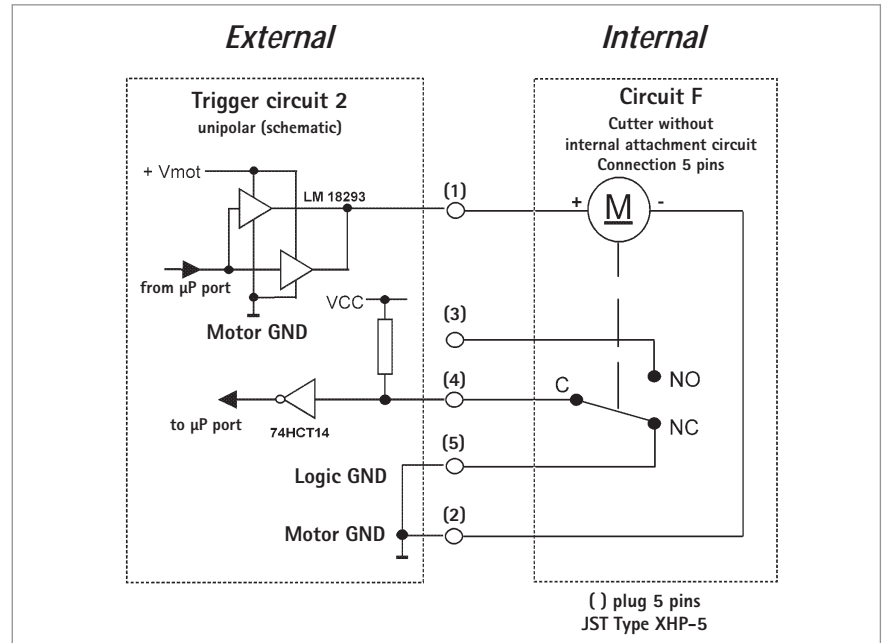 External
Internal
Trigger circuit 2
unipolar (schematic)
+ Vmot
LM 18293
from µP port
Motor GND
VCC
to µP port
74HCT14
Logic GND
Motor GND
(1)
(3)
(4)
(5)
(2)
Circuit F
Cutter without
internal attachment circuit
Connection 5 pins
+ M -
NO
C
NC
( ) plug 5 pins
JST Type XHP-5